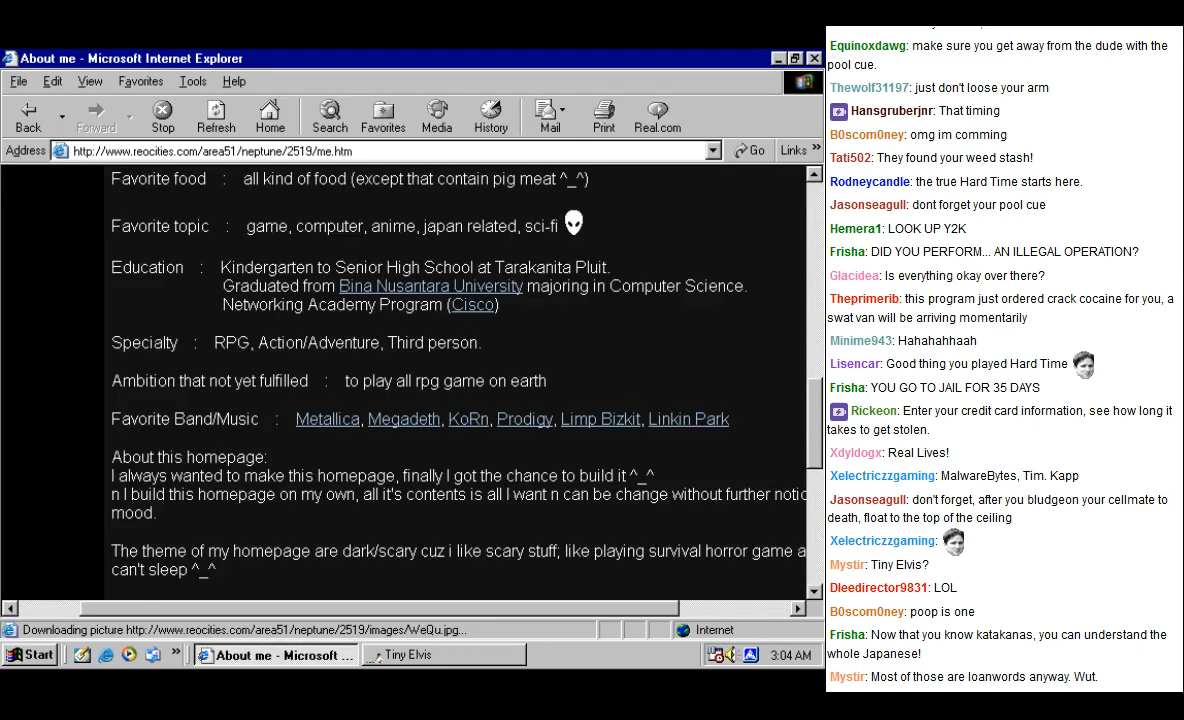 About me - Microsoft Internet Explorer
File Edit View Favorites Tools Help
Back Forward Stop Refresh Home Search Favorites Media History Mail Print Real.com
Address http://www.reocities.com/area51/neptune/2519/me.htm Go Links »
Favorite food : all kind of food (except that contain pig meat ^_^)
Favorite topic : game, computer, anime, japan related, sci-fi
Education : Kindergarten to Senior High School at Tarakanita Pluit.
Graduated from Bina Nusantara University majoring in Computer Science.
Networking Academy Program (Cisco)
Specialty : RPG, Action/Adventure, Third person.
Ambition that not yet fulfilled : to play all rpg game on earth
Favorite Band/Music : Metallica, Megadeth, KoRn, Prodigy, Limp Bizkit, Linkin Park
About this homepage:
I always wanted to make this homepage, finally I got the chance to build it ^_^
n I build this homepage on my own, all it's contents is all I want n can be change without further notic
mood.
The theme of my homepage are dark/scary cuz i like scary stuff; like playing survival horror game a
can't sleep ^_^
Downloading picture http://www.reocities.com/area51/neptune/2519/images/WeQu.jpg... Internet
Start » About me - Microsoft ... Tiny Elvis 3:04 AM
Equinoxdawg: make sure you get away from the dude with the
pool cue.
Thewolf31197: just don't loose your arm
Hansgruberjnr: That timing
B0scom0ney: omg im comming
Tati502: They found your weed stash!
Rodneycandle: the true Hard Time starts here.
Jasonseagull: dont forget your pool cue
Hemera1: LOOK UP Y2K
Frisha: DID YOU PERFORM... AN ILLEGAL OPERATION?
Glacidea: Is everything okay over there?
Theprimerib: this program just ordered crack cocaine for you, a
swat van will be arriving momentarily
Minime943: Hahahahhaah
Lisencar: Good thing you played Hard Time
Frisha: YOU GO TO JAIL FOR 35 DAYS
Rickeon: Enter your credit card information, see how long it
takes to get stolen.
Xdyldogx: Real Lives!
Xelectriczzgaming: MalwareBytes, Tim. Kapp
Jasonseagull: don't forget, after you bludgeon your cellmate to
death, float to the top of the ceiling
Xelectriczzgaming:
Mystir: Tiny Elvis?
Dleedirector9831: LOL
B0scom0ney: poop is one
Frisha: Now that you know katakanas, you can understand the
whole Japanese!
Mystir: Most of those are loanwords anyway. Wut.